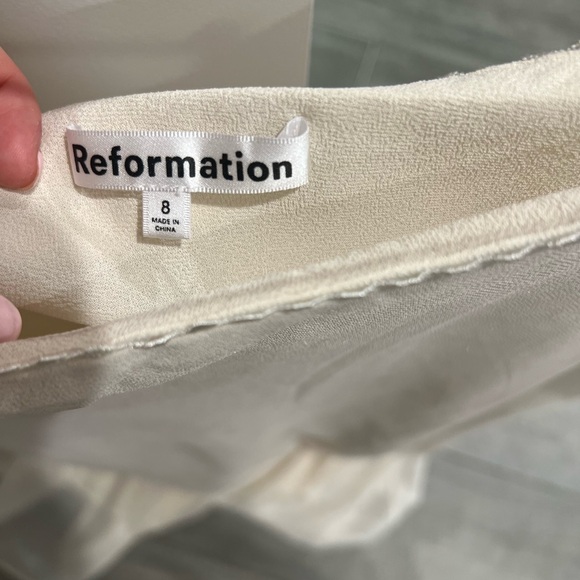 Reformation
8
MADE IN
CHINA